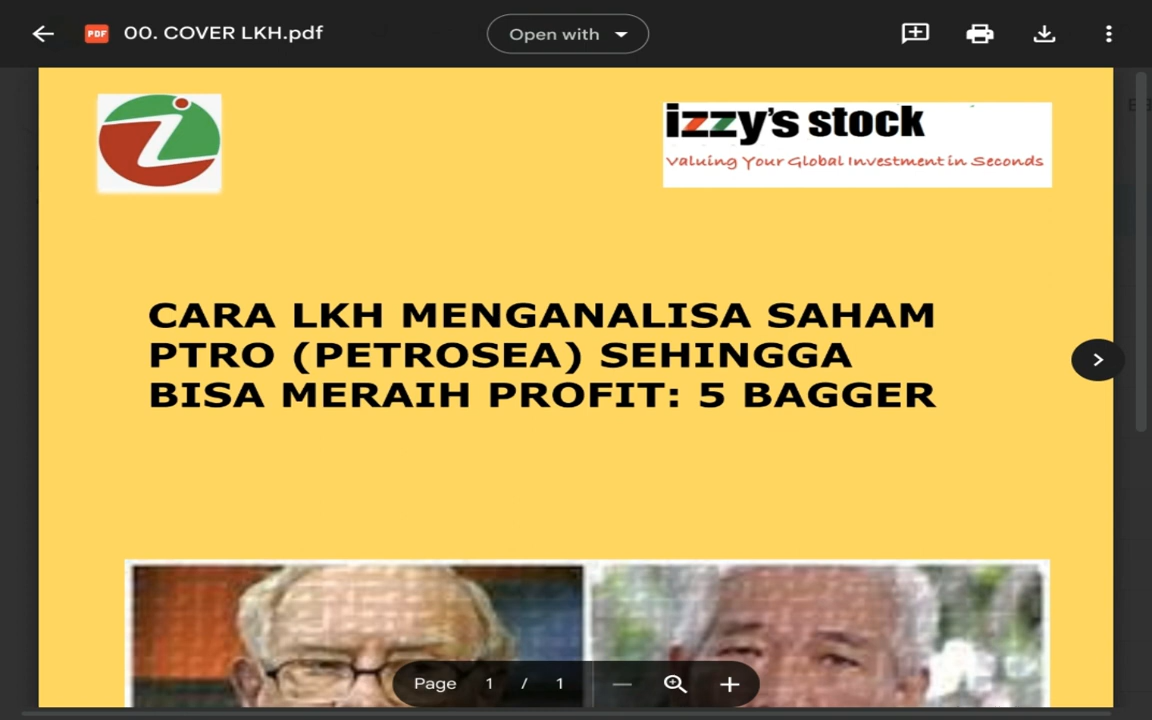 PDF
00. COVER LKH.pdf
Open with
izzy's stock
Valuing Your Global Investment in Seconds
CARA LKH MENGANALISA SAHAM
PTRO (PETROSEA) SEHINGGA
BISA MERAIH PROFIT: 5 BAGGER
Page 1 / 1